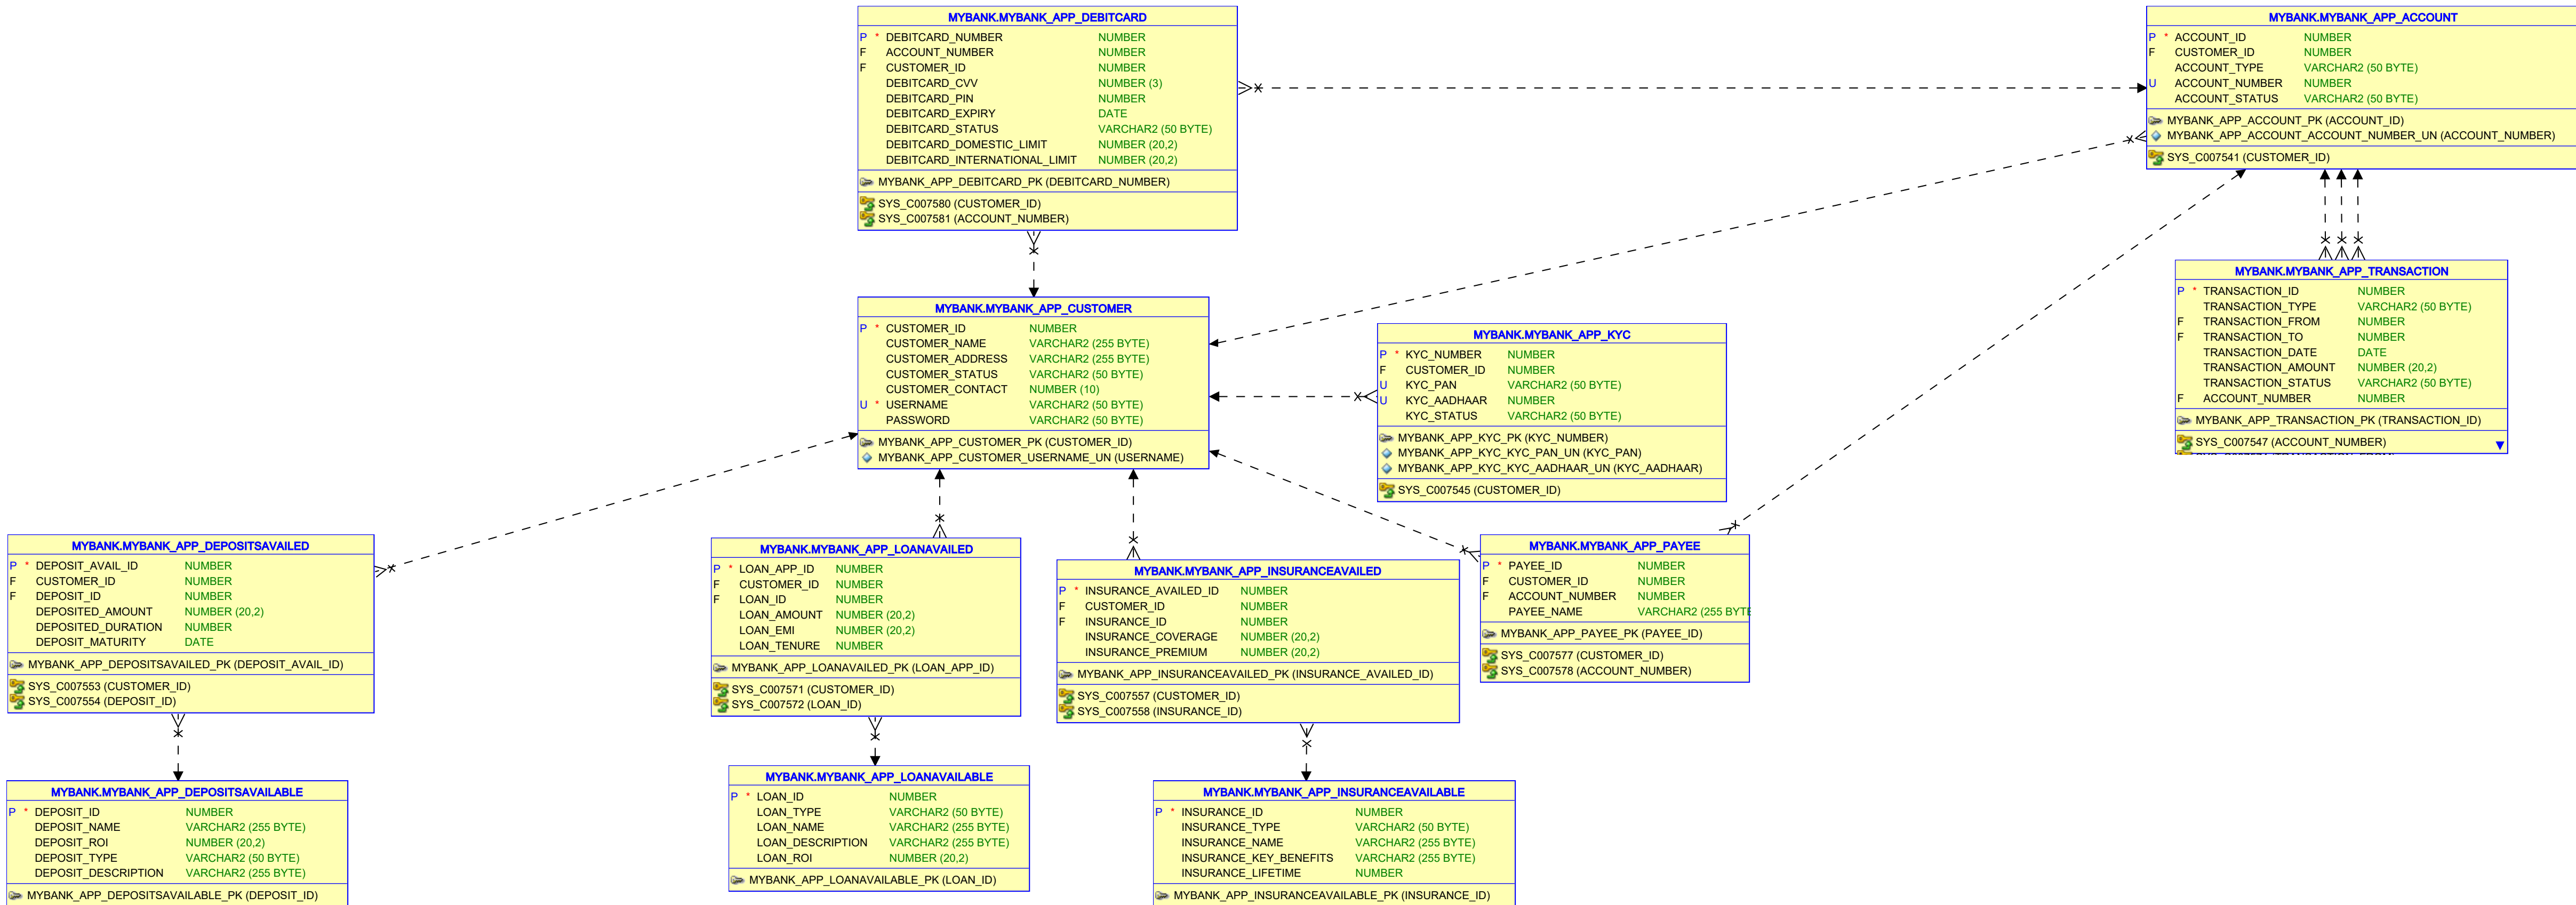 MYBANK.MYBANK_APP_DEBITCARD
P * DEBITCARD_NUMBER NUMBER
F ACCOUNT_NUMBER NUMBER
F CUSTOMER_ID NUMBER
DEBITCARD_CVV NUMBER (3)
DEBITCARD_PIN NUMBER
DEBITCARD_EXPIRY DATE
DEBITCARD_STATUS VARCHAR2 (50 BYTE)
DEBITCARD_DOMESTIC_LIMIT NUMBER (20,2)
DEBITCARD_INTERNATIONAL_LIMIT NUMBER (20,2)
MYBANK_APP_DEBITCARD_PK (DEBITCARD_NUMBER)
SYS_C007580 (CUSTOMER_ID)
SYS_C007581 (ACCOUNT_NUMBER)
MYBANK.MYBANK_APP_ACCOUNT
P * ACCOUNT_ID NUMBER
F CUSTOMER_ID NUMBER
ACCOUNT_TYPE VARCHAR2 (50 BYTE)
U ACCOUNT_NUMBER NUMBER
ACCOUNT_STATUS VARCHAR2 (50 BYTE)
MYBANK_APP_ACCOUNT_PK (ACCOUNT_ID)
MYBANK_APP_ACCOUNT_ACCOUNT_NUMBER_UN (ACCOUNT_NUMBER)
SYS_C007541 (CUSTOMER_ID)
MYBANK.MYBANK_APP_CUSTOMER
P * CUSTOMER_ID NUMBER
CUSTOMER_NAME VARCHAR2 (255 BYTE)
CUSTOMER_ADDRESS VARCHAR2 (255 BYTE)
CUSTOMER_STATUS VARCHAR2 (50 BYTE)
CUSTOMER_CONTACT NUMBER (10)
U * USERNAME VARCHAR2 (50 BYTE)
PASSWORD VARCHAR2 (50 BYTE)
MYBANK_APP_CUSTOMER_PK (CUSTOMER_ID)
MYBANK_APP_CUSTOMER_USERNAME_UN (USERNAME)
MYBANK.MYBANK_APP_KYC
P * KYC_NUMBER NUMBER
F CUSTOMER_ID NUMBER
U KYC_PAN VARCHAR2 (50 BYTE)
U KYC_AADHAAR NUMBER
KYC_STATUS VARCHAR2 (50 BYTE)
MYBANK_APP_KYC_PK (KYC_NUMBER)
MYBANK_APP_KYC_KYC_PAN_UN (KYC_PAN)
MYBANK_APP_KYC_KYC_AADHAAR_UN (KYC_AADHAAR)
SYS_C007545 (CUSTOMER_ID)
MYBANK.MYBANK_APP_TRANSACTION
P * TRANSACTION_ID NUMBER
TRANSACTION_TYPE VARCHAR2 (50 BYTE)
F TRANSACTION_FROM NUMBER
F TRANSACTION_TO NUMBER
TRANSACTION_DATE DATE
TRANSACTION_AMOUNT NUMBER (20,2)
TRANSACTION_STATUS VARCHAR2 (50 BYTE)
F ACCOUNT_NUMBER NUMBER
MYBANK_APP_TRANSACTION_PK (TRANSACTION_ID)
SYS_C007547 (ACCOUNT_NUMBER)
MYBANK.MYBANK_APP_DEPOSITSAVAILED
P * DEPOSIT_AVAIL_ID NUMBER
F CUSTOMER_ID NUMBER
F DEPOSIT_ID NUMBER
DEPOSITED_AMOUNT NUMBER (20,2)
DEPOSITED_DURATION NUMBER
DEPOSIT_MATURITY DATE
MYBANK_APP_DEPOSITSAVAILED_PK (DEPOSIT_AVAIL_ID)
SYS_C007553 (CUSTOMER_ID)
SYS_C007554 (DEPOSIT_ID)
MYBANK.MYBANK_APP_LOANAVAILED
P * LOAN_APP_ID NUMBER
F CUSTOMER_ID NUMBER
F LOAN_ID NUMBER
LOAN_AMOUNT NUMBER (20,2)
LOAN_EMI NUMBER (20,2)
LOAN_TENURE NUMBER
MYBANK_APP_LOANAVAILED_PK (LOAN_APP_ID)
SYS_C007571 (CUSTOMER_ID)
SYS_C007572 (LOAN_ID)
MYBANK.MYBANK_APP_INSURANCEAVAILED
P * INSURANCE_AVAILED_ID NUMBER
F CUSTOMER_ID NUMBER
F INSURANCE_ID NUMBER
INSURANCE_COVERAGE NUMBER (20,2)
INSURANCE_PREMIUM NUMBER (20,2)
MYBANK_APP_INSURANCEAVAILED_PK (INSURANCE_AVAILED_ID)
SYS_C007557 (CUSTOMER_ID)
SYS_C007558 (INSURANCE_ID)
MYBANK.MYBANK_APP_PAYEE
P * PAYEE_ID NUMBER
F CUSTOMER_ID NUMBER
F ACCOUNT_NUMBER NUMBER
PAYEE_NAME VARCHAR2 (255 BYTE
MYBANK_APP_PAYEE_PK (PAYEE_ID)
SYS_C007577 (CUSTOMER_ID)
SYS_C007578 (ACCOUNT_NUMBER)
MYBANK.MYBANK_APP_DEPOSITSAVAILABLE
P * DEPOSIT_ID NUMBER
DEPOSIT_NAME VARCHAR2 (255 BYTE)
DEPOSIT_ROI NUMBER (20,2)
DEPOSIT_TYPE VARCHAR2 (50 BYTE)
DEPOSIT_DESCRIPTION VARCHAR2 (255 BYTE)
MYBANK_APP_DEPOSITSAVAILABLE_PK (DEPOSIT_ID)
MYBANK.MYBANK_APP_LOANAVAILABLE
P * LOAN_ID NUMBER
LOAN_TYPE VARCHAR2 (50 BYTE)
LOAN_NAME VARCHAR2 (255 BYTE)
LOAN_DESCRIPTION VARCHAR2 (255 BYTE)
LOAN_ROI NUMBER (20,2)
MYBANK_APP_LOANAVAILABLE_PK (LOAN_ID)
MYBANK.MYBANK_APP_INSURANCEAVAILABLE
P * INSURANCE_ID NUMBER
INSURANCE_TYPE VARCHAR2 (50 BYTE)
INSURANCE_NAME VARCHAR2 (255 BYTE)
INSURANCE_KEY_BENEFITS VARCHAR2 (255 BYTE)
INSURANCE_LIFETIME NUMBER
MYBANK_APP_INSURANCEAVAILABLE_PK (INSURANCE_ID)